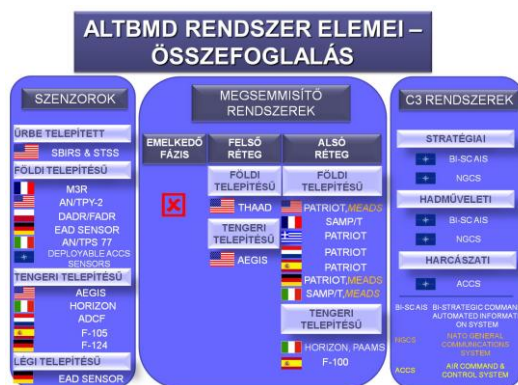 ALTBMD RENDSZER ELEMEI –
ÖSSZEFOGLALÁS
SZENZOROK
ŰRBE TELEPÍTETT
SBIRS & STSS
FÖLDI TELEPÍTÉSŰ
M3R
AN/TPY-2
DADR/FADR
EAD SENSOR
AN/TPS 77
DEPLOYABLE ACCS
SENSORS
TENGERI TELEPÍTÉSŰ
AEGIS
HORIZON
ADCF
F-105
F-124
LÉGI TELEPÍTÉSŰ
EAD SENSOR
MEGSEMMISÍTŐ
RENDSZEREK
EMELKEDŐ
FÁZIS
FELSŐ
RÉTEG
FÖLDI
TELEPÍTÉSŰ
THAAD
TENGERI
TELEPÍTÉSŰ
AEGIS
ALSÓ
RÉTEG
FÖLDI
TELEPÍTÉSŰ
PATRIOT,MEADS
SAMP/T
PATRIOT
PATRIOT
PATRIOT
PATRIOT,MEADS
SAMP/T,MEADS
TENGERI
TELEPÍTÉSŰ
HORIZON, PAAMS
F-100
C3 RENDSZEREK
STRATÉGIAI
BI-SC AIS
NGCS
HADMŰVELETI
BI-SC AIS
NGCS
HARCÁSZATI
ACCS
BI-SC AIS BI-STRATEGIC COMMAND
AUTOMATED INFORMATI
ON SYSTEM
NGCS NATO GENERAL
COMMUNICATIONS
SYSTEM
ACCS AIR COMMAND &
CONTROL SYSTEM